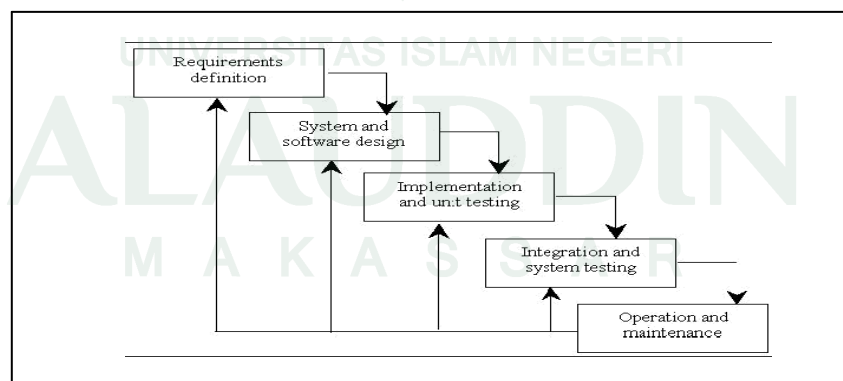 UNIVERSITAS ISLAM NEGERI
Requirements
definition
ALAUDDIN
System and
software design
Implementation
and unit testing
MAKASSAR
Integration and
system testing
Operation and
maintenance